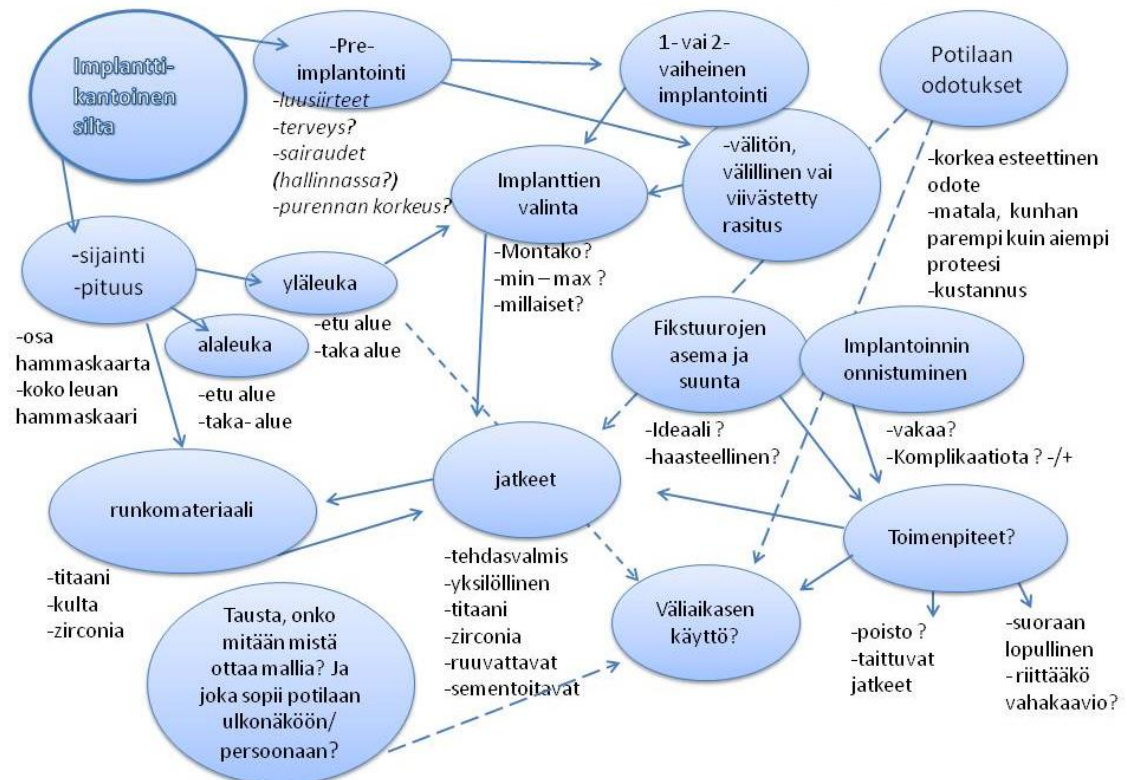 Implantti-
kantoinen
silta
-Pre-
implantointi
-luusiirteet
-terveys?
-sairaudet
(hallinnassa?)
-purennan korkeus?
1- vai 2-
vaiheinen
implantointi
Potilaan
odotukset
-korkea esteettinen
odote
-matala, kunhan
parempi kuin aiempi
proteesi
-kustannus
-välitön,
välillinen vai
viivästetty
rasitus
Implanttien
valinta
-Montako?
-min – max ?
-millaiset?
-sijainti
-pituus
-osa
hammaskaarta
-koko leuan
hammaskaari
yläleuka
-etu alue
-taka alue
alaleuka
-etu alue
-taka- alue
Fikstuurojen
asema ja
suunta
-Ideaali ?
-haasteellinen?
Implantoinnin
onnistuminen
-vakaa?
-Komplikaatiota ? -/+
runkomateriaali
-titaani
-kulta
-zirconia
jatkeet
-tehdasvalmis
-yksilöllinen
-titaani
-zirconia
-ruuvattavat
-sementoitavat
Toimenpiteet?
-poisto ?
-taittuvat
jatkeet
-suoraan
lopullinen
- riittääkö
vahakaavio?
Väliaikasen
käyttö?
Tausta, onko
mitään mistä
ottaa mallia? Ja
joka sopii potilaan
ulkonäköön/
persoonaan?